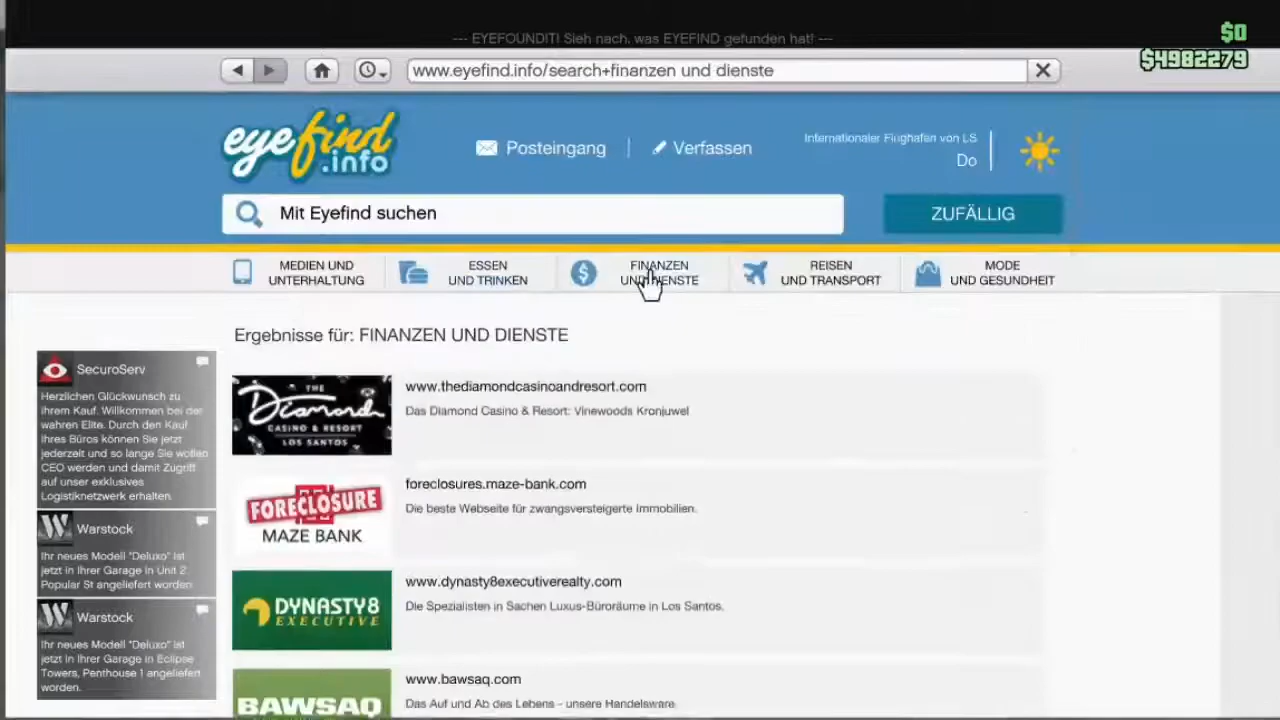 --- EYEFOUNDIT! Sieh nach, was EYEFIND gefunden hat! ---
$0
$4982279
www.eyefind.info/search+finanzen und dienste
eyefind
.info
Posteingang
Verfassen
Internationaler Flughafen von LS
Do
Mit Eyefind suchen
ZUFÄLLIG
MEDIEN UND
UNTERHALTUNG
ESSEN
UND TRINKEN
FINANZEN
UND DIENSTE
REISEN
UND TRANSPORT
MODE
UND GESUNDHEIT
Ergebnisse für: FINANZEN UND DIENSTE
SecuroServ
Herzlichen Glückwunsch zu
Ihrem Kauf. Willkommen bei der
wahren Elite. Durch den Kauf
Ihres Büros können Sie jetzt
jederzeit und so lange Sie wollen
CEO werden und damit Zugriff
auf unser exklusives
Logistiknetzwerk erhalten.
Warstock
Ihr neues Modell "Deluxo" ist
jetzt in Ihrer Garage in Unit 2
Popular St angeliefert worden.
Warstock
Ihr neues Modell "Deluxo" ist
jetzt in Ihrer Garage in Eclipse
Towers, Penthouse 1 angeliefert
worden.
THE
Diamond
CASINO & RESORT
LOS SANTOS
www.thediamondcasinoandresort.com
Das Diamond Casino & Resort: Vinewoods Kronjuwel
FORECLOSURE
MAZE BANK
foreclosures.maze-bank.com
Die beste Webseite für zwangsversteigerte Immobilien.
DYNASTY8
EXECUTIVE
www.dynasty8executiverealty.com
Die Spezialisten in Sachen Luxus-Büroräume in Los Santos.
BAWSAQ
www.bawsaq.com
Das Auf und Ab des Lebens - unsere Handelsware.